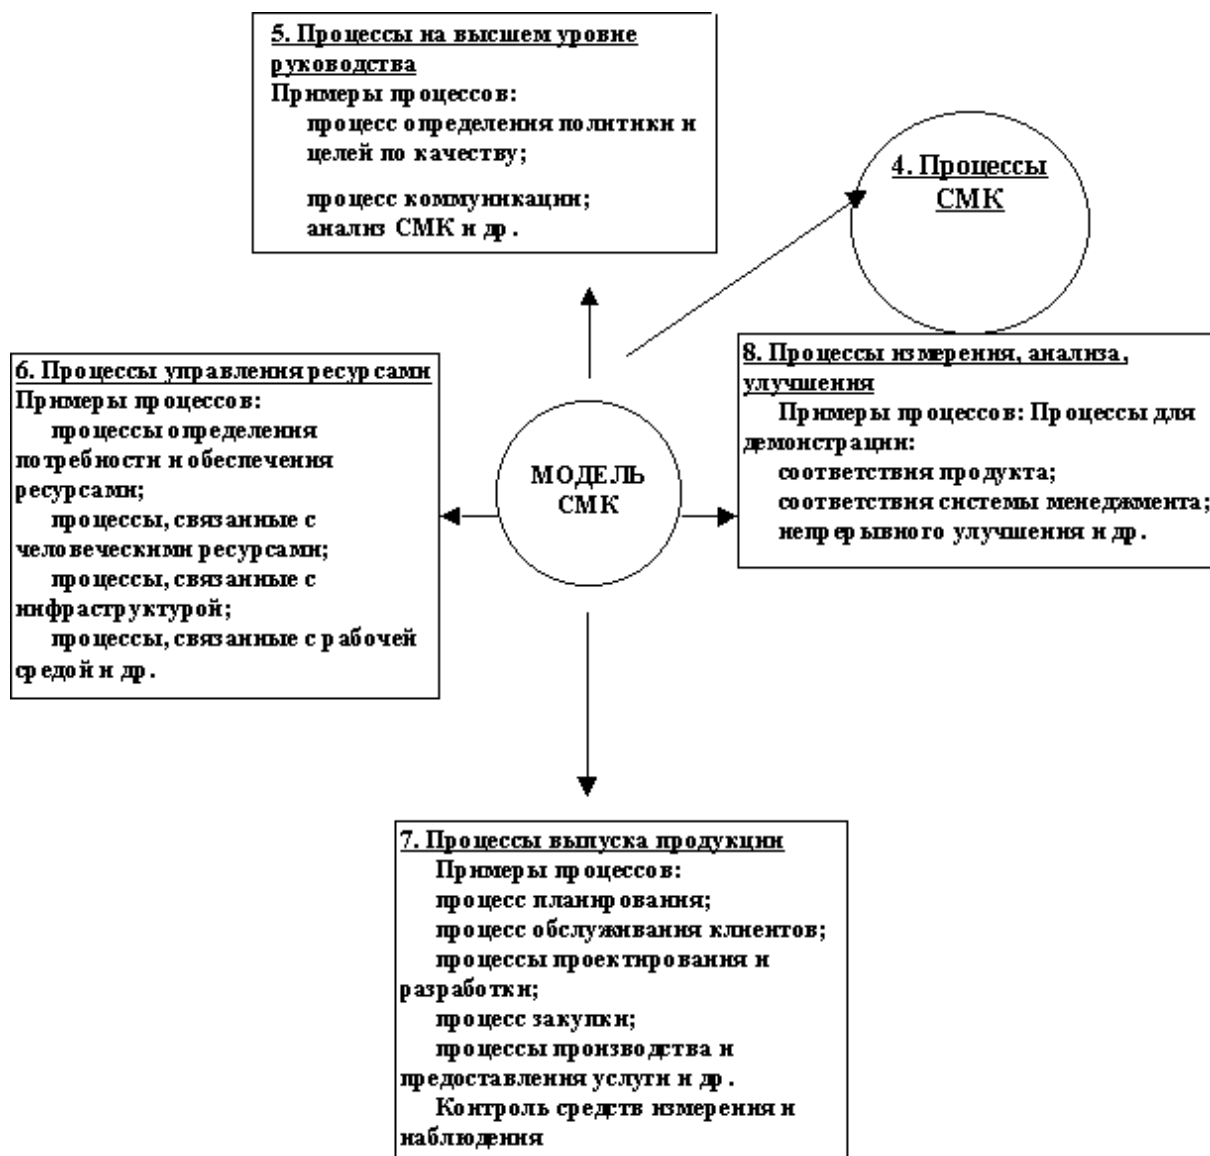 5. Процессы на высшем уровне
руководства
Примеры процессов:
процесс определения политики и
целей по качеству;
процесс коммуникации;
анализ СМК и др.
4. Процессы
СМК
6. Процессы управления ресурсами
Примеры процессов:
процессы определения
потребности и обеспечения
ресурсами;
процессы, связанные с
человеческими ресурсами;
процессы, связанные с
инфраструктурой;
процессы, связанные с рабочей
средой и др.
МОДЕЛЬ
СМК
8. Процессы измерения, анализа,
улучшения
Примеры процессов: Процессы для
демонстрации:
соответствия продукта;
соответствия системы менеджмента;
непрерывного улучшения и др.
7. Процессы выпуска продукции
Примеры процессов:
процесс планирования;
процесс обслуживания клиентов;
процессы проектирования и
разработки;
процесс закупки;
процессы производства и
предоставления услуги и др.
Контроль средств измерения и
наблюдения